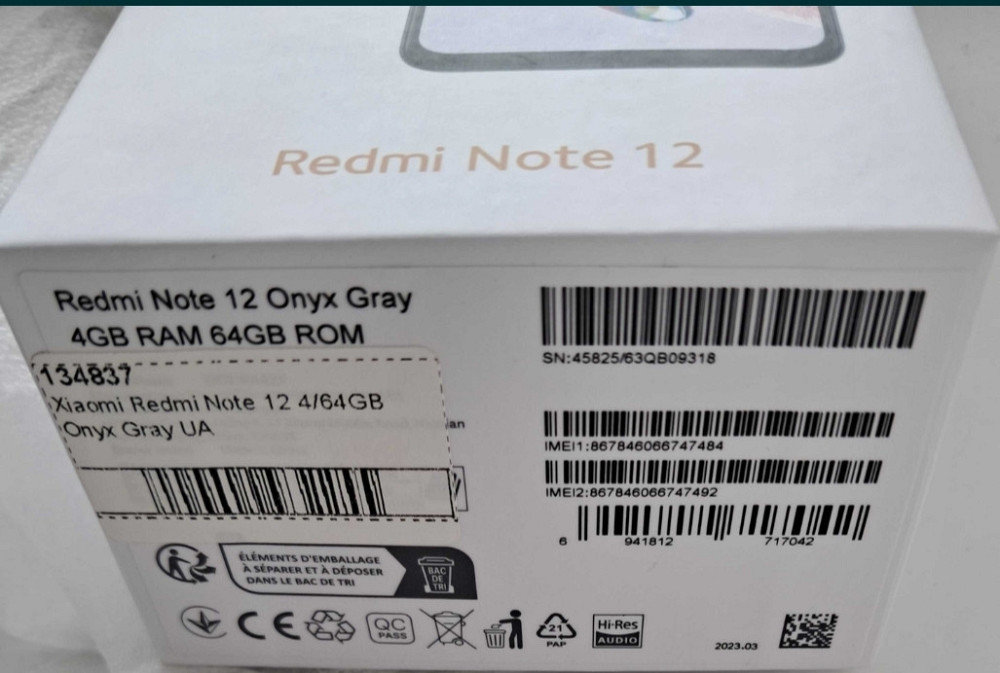 Redmi Note 12
Redmi Note 12 Onyx Gray
4GB RAM 64GB ROM
134837
Xiaomi Redmi Note 12 4/64GB
Onyx Gray UA
an
SN:45825/63QB09318
IMEI1:867846066747484
IMEI2:867846066747492
6 941812 717042
ÉLÉMENTS D'EMBALLAGE
À SÉPARER ET À DÉPOSER
DANS LE BAC DE TRI
BAC
DE
TRI
CE
QC
PASS
21
PAP
Hi-Res
AUDIO
2023.03